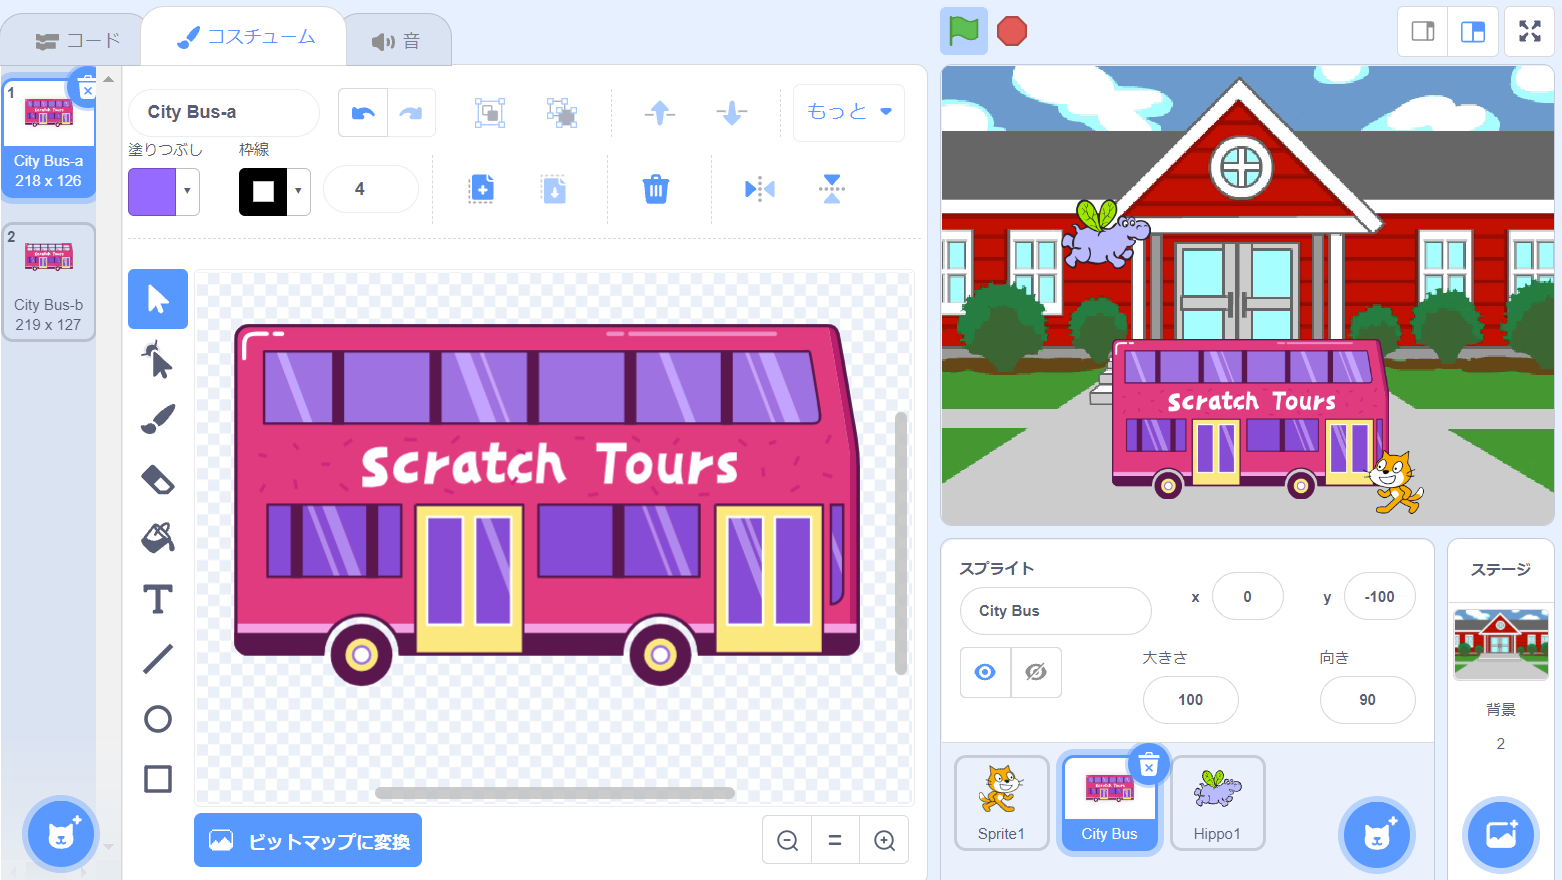 コード
コスチューム
音
1
City Bus-a
218 x 126
2
City Bus-b
219 x 127
City Bus-a
もっと
塗りつぶし
枠線
4
Scratch Tours
ビットマップに変換
Scratch Tours
スプライト
City Bus
x
0
y
-100
大きさ
100
向き
90
Sprite1
City Bus
Hippo1
ステージ
背景
2